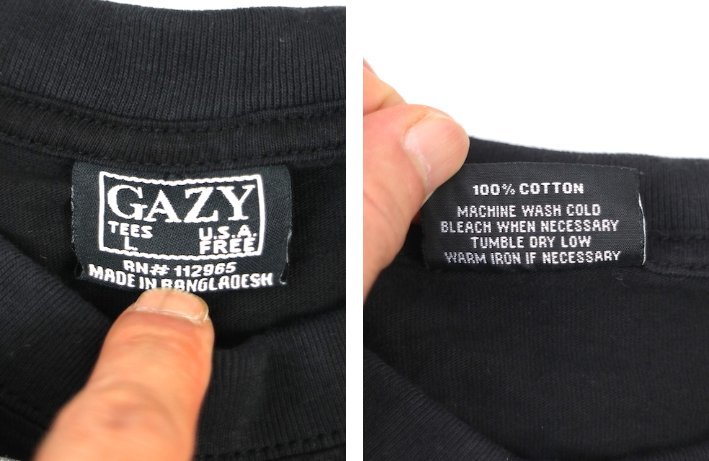 GAZY
TEES U.S.A.
L FREE
RN# 112965
MADE IN BANGLADESH
100% COTTON
MACHINE WASH COLD
BLEACH WHEN NECESSARY
TUMBLE DRY LOW
WARM IRON IF NECESSARY